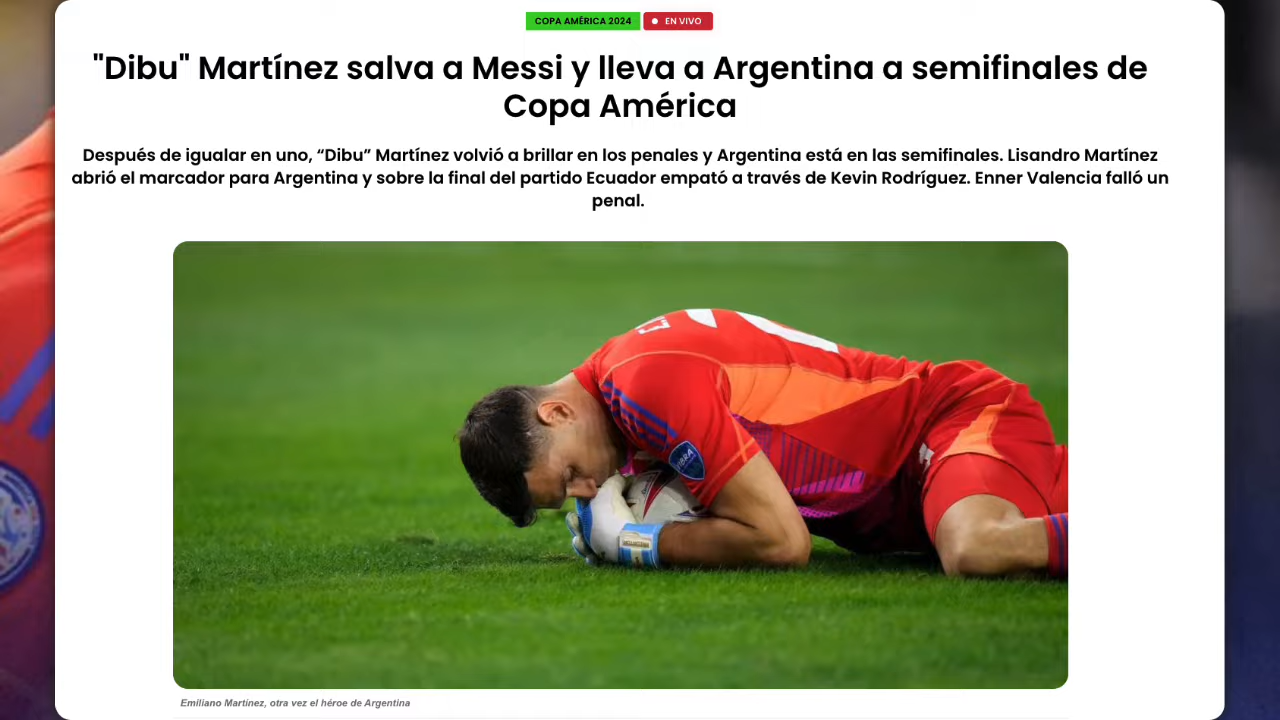 COPA AMÉRICA 2024
EN VIVO
"Dibu" Martínez salva a Messi y lleva a Argentina a semifinales de
Copa América
Después de igualar en uno, “Dibu” Martínez volvió a brillar en los penales y Argentina está en las semifinales. Lisandro Martínez
abrió el marcador para Argentina y sobre la final del partido Ecuador empató a través de Kevin Rodríguez. Enner Valencia falló un
penal.
Emiliano Martínez, otra vez el héroe de Argentina